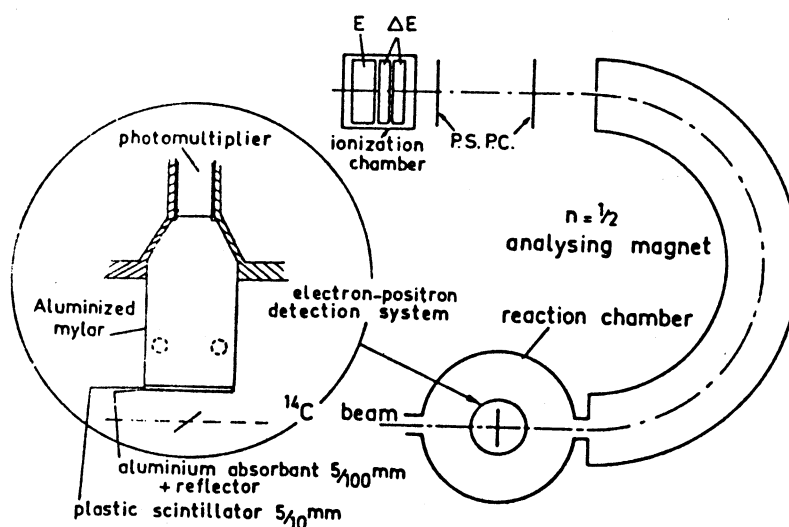 E ΔE
photomultiplier
ionization
chamber
P.S.P.C.
n = 1/2
analysing magnet
electron-positron
detection system
reaction chamber
Aluminized
mylar
14C beam
aluminium absorbant 5/100mm
+ reflector
plastic scintillator 5/10mm